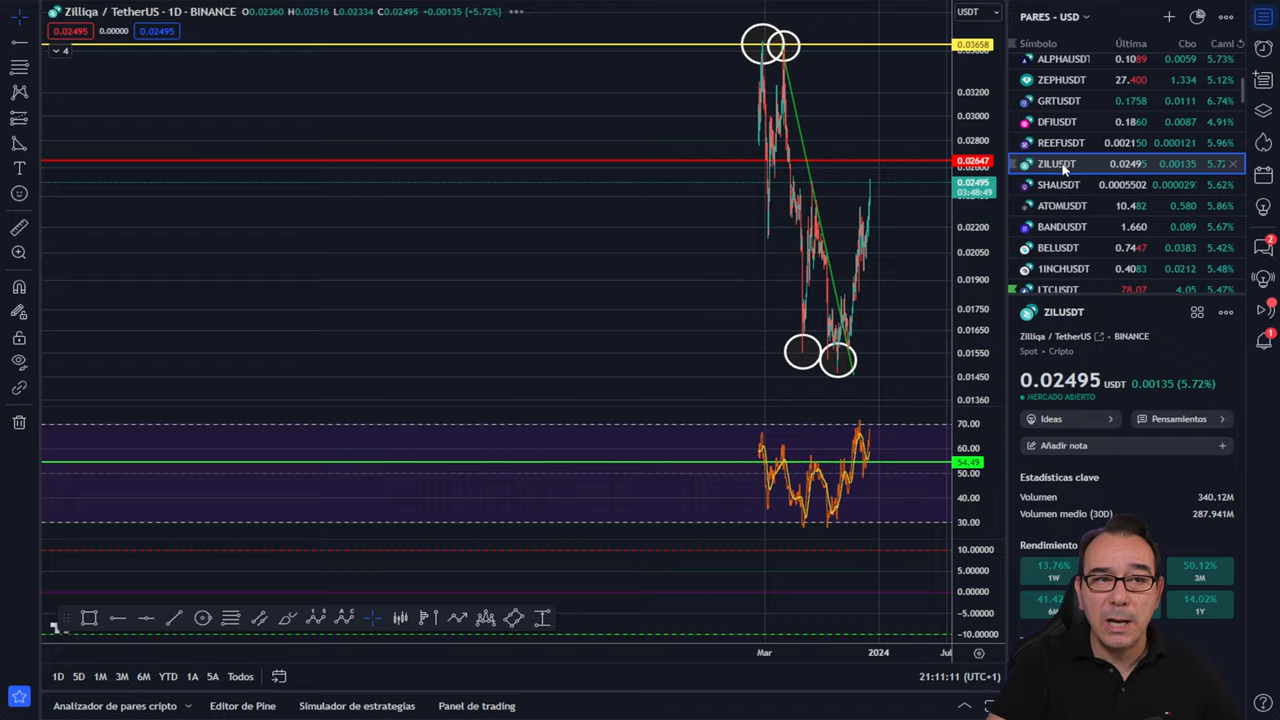 Zilliqa / TetherUS · 1D · BINANCE O0.02360 H0.02516 L0.02334 C0.02495 +0.00135 (+5.72%)
0.02495 0.00000 0.02495
4
USDT
0.03658
0.03200
0.03000
0.02800
0.02647
0.02495
03:48:49
0.02200
0.02050
0.01900
0.01750
0.01650
0.01550
0.01450
0.01360
70.00
60.00
54.49
50.00
40.00
30.00
10.00000
5.00000
0.00000
-5.00000
-10.00000
Mar 2024 Jul
1D 5D 1M 3M 6M YTD 1A 5A Todos
21:11:11 (UTC+1)
Analizador de pares cripto Editor de Pine Simulador de estrategias Panel de trading
PARES - USD
Símbolo Última Cbo
ALPHAUSDT 0.1089 0.0059 5.73%
ZEPHUSDT 27.400 1.334 5.12%
GRTUSDT 0.1758 0.0111 6.74%
DFIUSDT 0.1860 0.0087 4.91%
REEFUSDT 0.002150 0.000121 5.96%
ZILUSDT 0.02495 0.00135 5.72
SHAUSDT 0.0005502 0.000029 5.62%
ATOMUSDT 10.482 0.580 5.86%
BANDUSDT 1.660 0.089 5.67%
BELUSDT 0.7447 0.0383 5.42%
1INCHUSDT 0.4083 0.0212 5.48%
LTCUSDT 78.07 4.05 5.47%
ZILUSDT
Zilliqa / TetherUS BINANCE
Spot • Cripto
0.02495 USDT 0.00135 (5.72%)
MERCADO ABIERTO
Ideas Pensamientos
Añadir nota
Estadísticas clave
Volumen 340.12M
Volumen medio (30D) 287.941M
Rendimiento
13.76% 50.12%
1W 3M
41.42 14.02%
6M 1Y